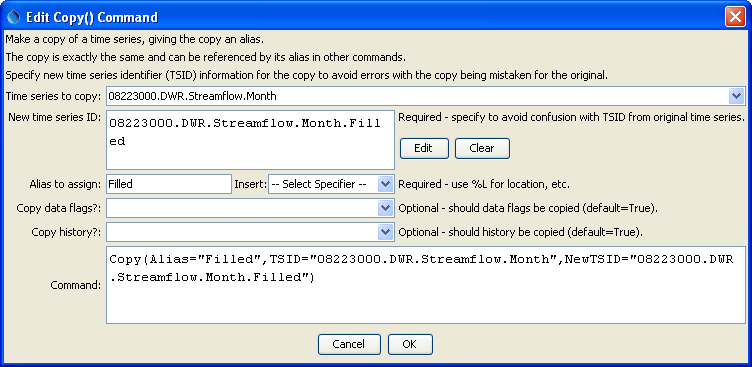 Edit Copy() Command
Make a copy of a time series, giving the copy an alias.
The copy is exactly the same and can be referenced by its alias in other commands.
Specify new time series identifier (TSID) information for the copy to avoid errors with the copy being mistaken for the original.
Time series to copy: 08223000.DWR.Streamflow.Month
New time series ID: 08223000.DWR.Streamflow.Month.Fill Required - specify to avoid confusion with TSID from original time series.
ed
Edit Clear
Alias to assign: Filled Insert: -- Select Specifier -- Required - use %L for location, etc.
Copy data flags?: Optional - should data flags be copied (default=True).
Copy history?: Optional - should history be copied (default=True).
Copy(Alias="Filled",TSID="08223000.DWR.Streamflow.Month",NewTSID="08223000.DWR
.Streamflow.Month.Filled")
Command:
Cancel OK